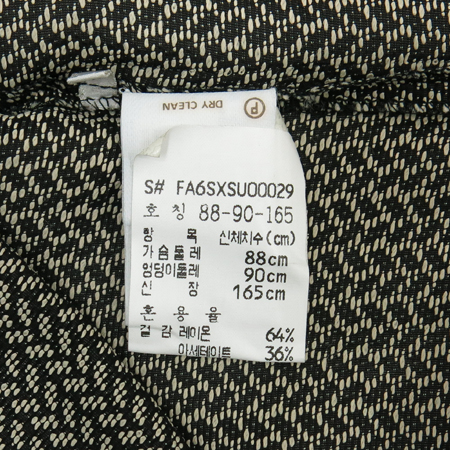 Ⓟ DRY CLEAN
S# FA6SXSU00029
호 칭 88-90-165
항 목 신체치수(cm)
가슴둘레 88cm
엉덩이둘레 90cm
신 장 165cm
혼 용 율
겉 감 레이온 64%
아세테이트 36%